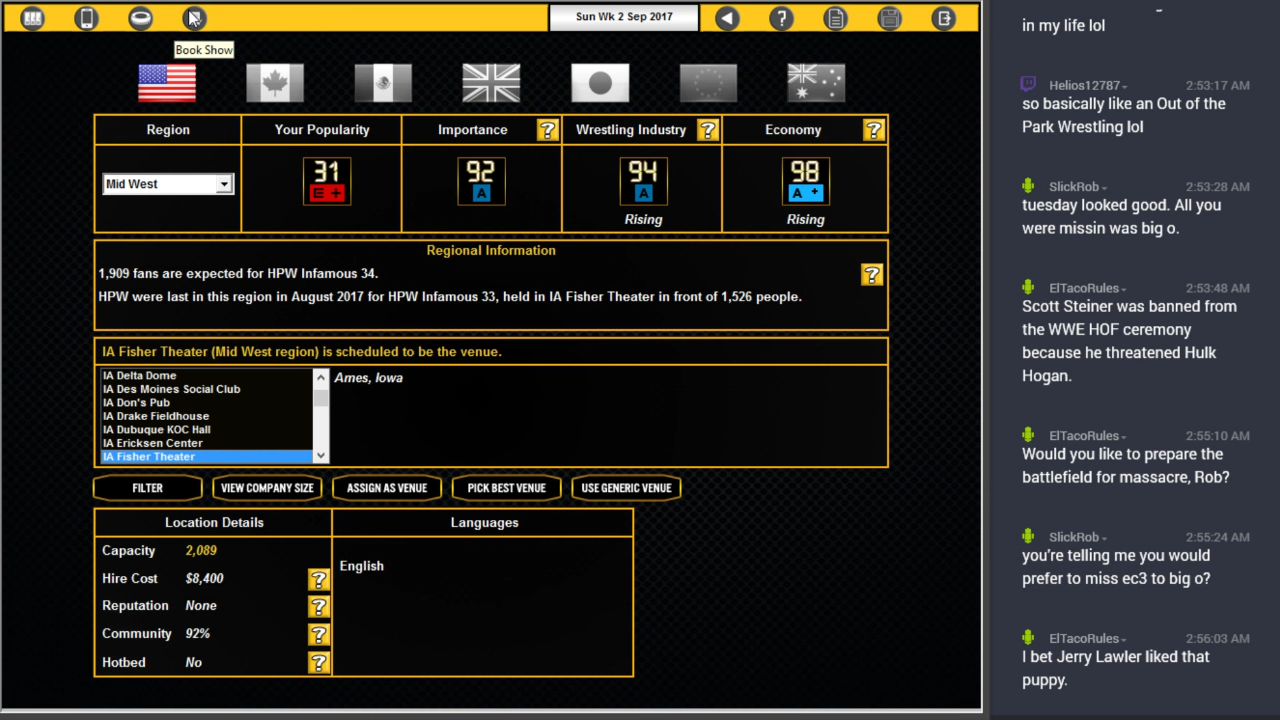 Sun Wk 2 Sep 2017
?
Book Show
Region
Your Popularity
Importance
?
Wrestling Industry
?
Economy
?
Mid West
31
E +
92
A
94
A
Rising
98
A +
Rising
Regional Information
1,909 fans are expected for HPW Infamous 34.
?
HPW were last in this region in August 2017 for HPW Infamous 33, held in IA Fisher Theater in front of 1,526 people.
IA Fisher Theater (Mid West region) is scheduled to be the venue.
IA Delta Dome
IA Des Moines Social Club
IA Don's Pub
IA Drake Fieldhouse
IA Dubuque KOC Hall
IA Ericksen Center
IA Fisher Theater
Ames, Iowa
FILTER
VIEW COMPANY SIZE
ASSIGN AS VENUE
PICK BEST VENUE
USE GENERIC VENUE
Location Details
Languages
Capacity 2,089
Hire Cost $8,400 ?
Reputation None ?
Community 92% ?
Hotbed No ?
English
in my life lol
Helios12787 2:53:17 AM
so basically like an Out of the
Park Wrestling lol
SlickRob 2:53:28 AM
tuesday looked good. All you
were missin was big o.
ElTacoRules 2:53:48 AM
Scott Steiner was banned from
the WWE HOF ceremony
because he threatened Hulk
Hogan.
ElTacoRules 2:55:10 AM
Would you like to prepare the
battlefield for massacre, Rob?
SlickRob 2:55:24 AM
you're telling me you would
prefer to miss ec3 to big o?
ElTacoRules 2:56:03 AM
I bet Jerry Lawler liked that
puppy.